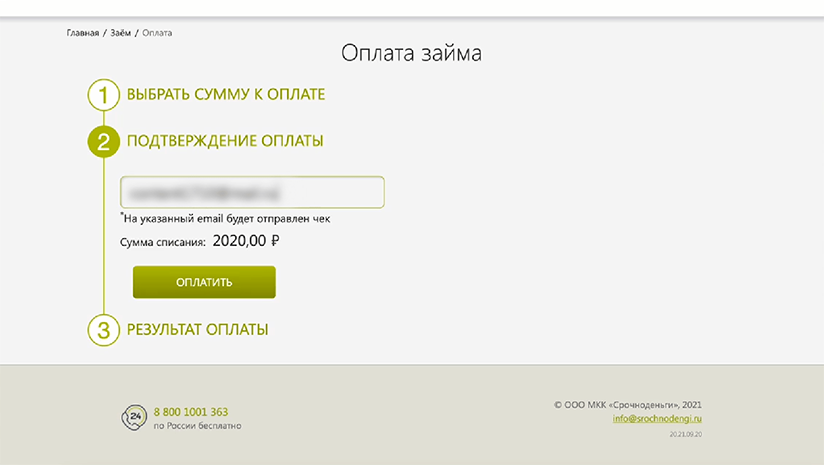 Главная / Заём / Оплата
Оплата займа
1 ВЫБРАТЬ СУММУ К ОПЛАТЕ
2 ПОДТВЕРЖДЕНИЕ ОПЛАТЫ
*На указанный email будет отправлен чек
Сумма списания: 2020,00 ₽
ОПЛАТИТЬ
3 РЕЗУЛЬТАТ ОПЛАТЫ
24
8 800 1001 363
по России бесплатно
© ООО МКК «Срочноденьги», 2021
info@srochnodengi.ru
2021.09.20